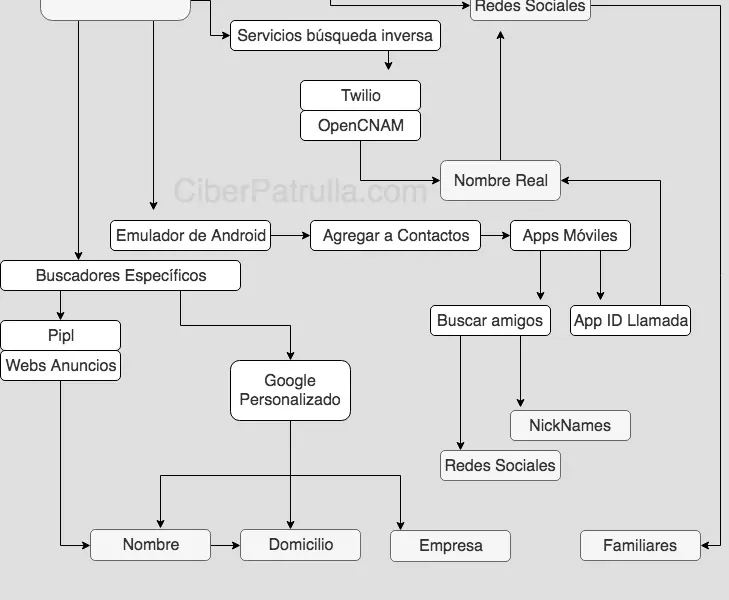 Redes Sociales
Servicios búsqueda inversa
Twilio
OpenCNAM
CiberPatrulla.com
Nombre Real
Emulador de Android
Agregar a Contactos
Apps Móviles
Buscadores Específicos
Pipl
Webs Anuncios
Buscar amigos
App ID Llamada
Google
Personalizado
NickNames
Redes Sociales
Nombre
Domicilio
Empresa
Familiares